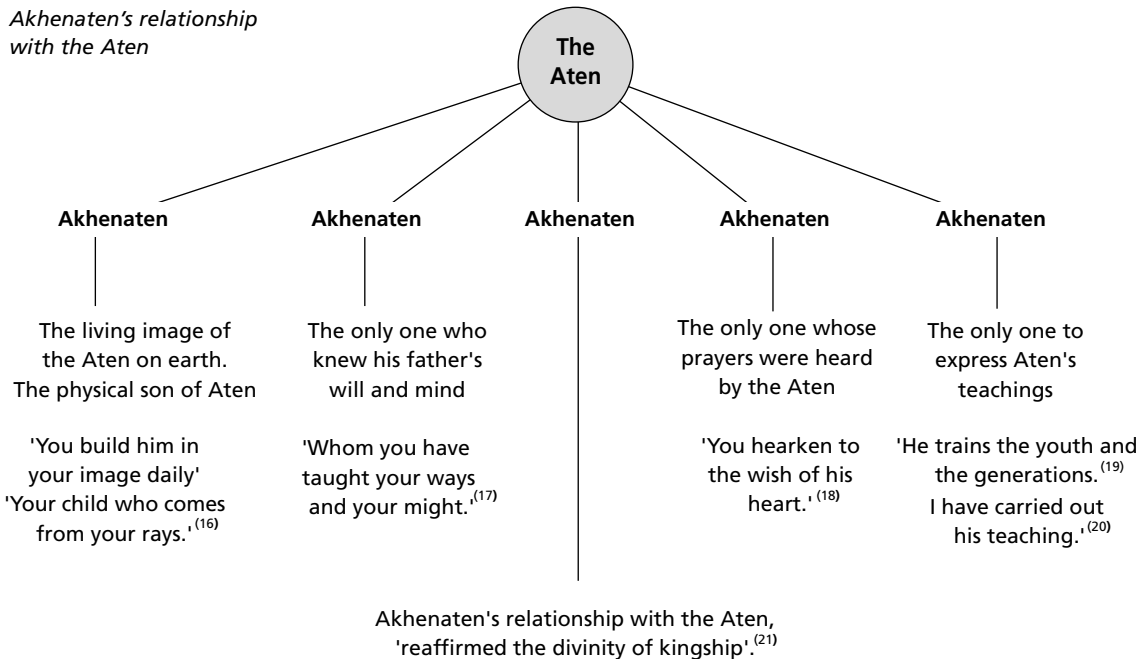 Akhenaten's relationship
with the Aten
The
Aten
Akhenaten
Akhenaten
Akhenaten
Akhenaten
Akhenaten
The living image of
the Aten on earth.
The physical son of Aten
'You build him in
your image daily'
'Your child who comes
from your rays.'(16)
The only one who
knew his father's
will and mind
'Whom you have
taught your ways
and your might.'(17)
The only one whose
prayers were heard
by the Aten
'You hearken to
the wish of his
heart.'(18)
The only one to
express Aten's
teachings
'He trains the youth and
the generations.(19)
I have carried out
his teaching.'(20)
Akhenaten's relationship with the Aten,
'reaffirmed the divinity of kingship'.(21)